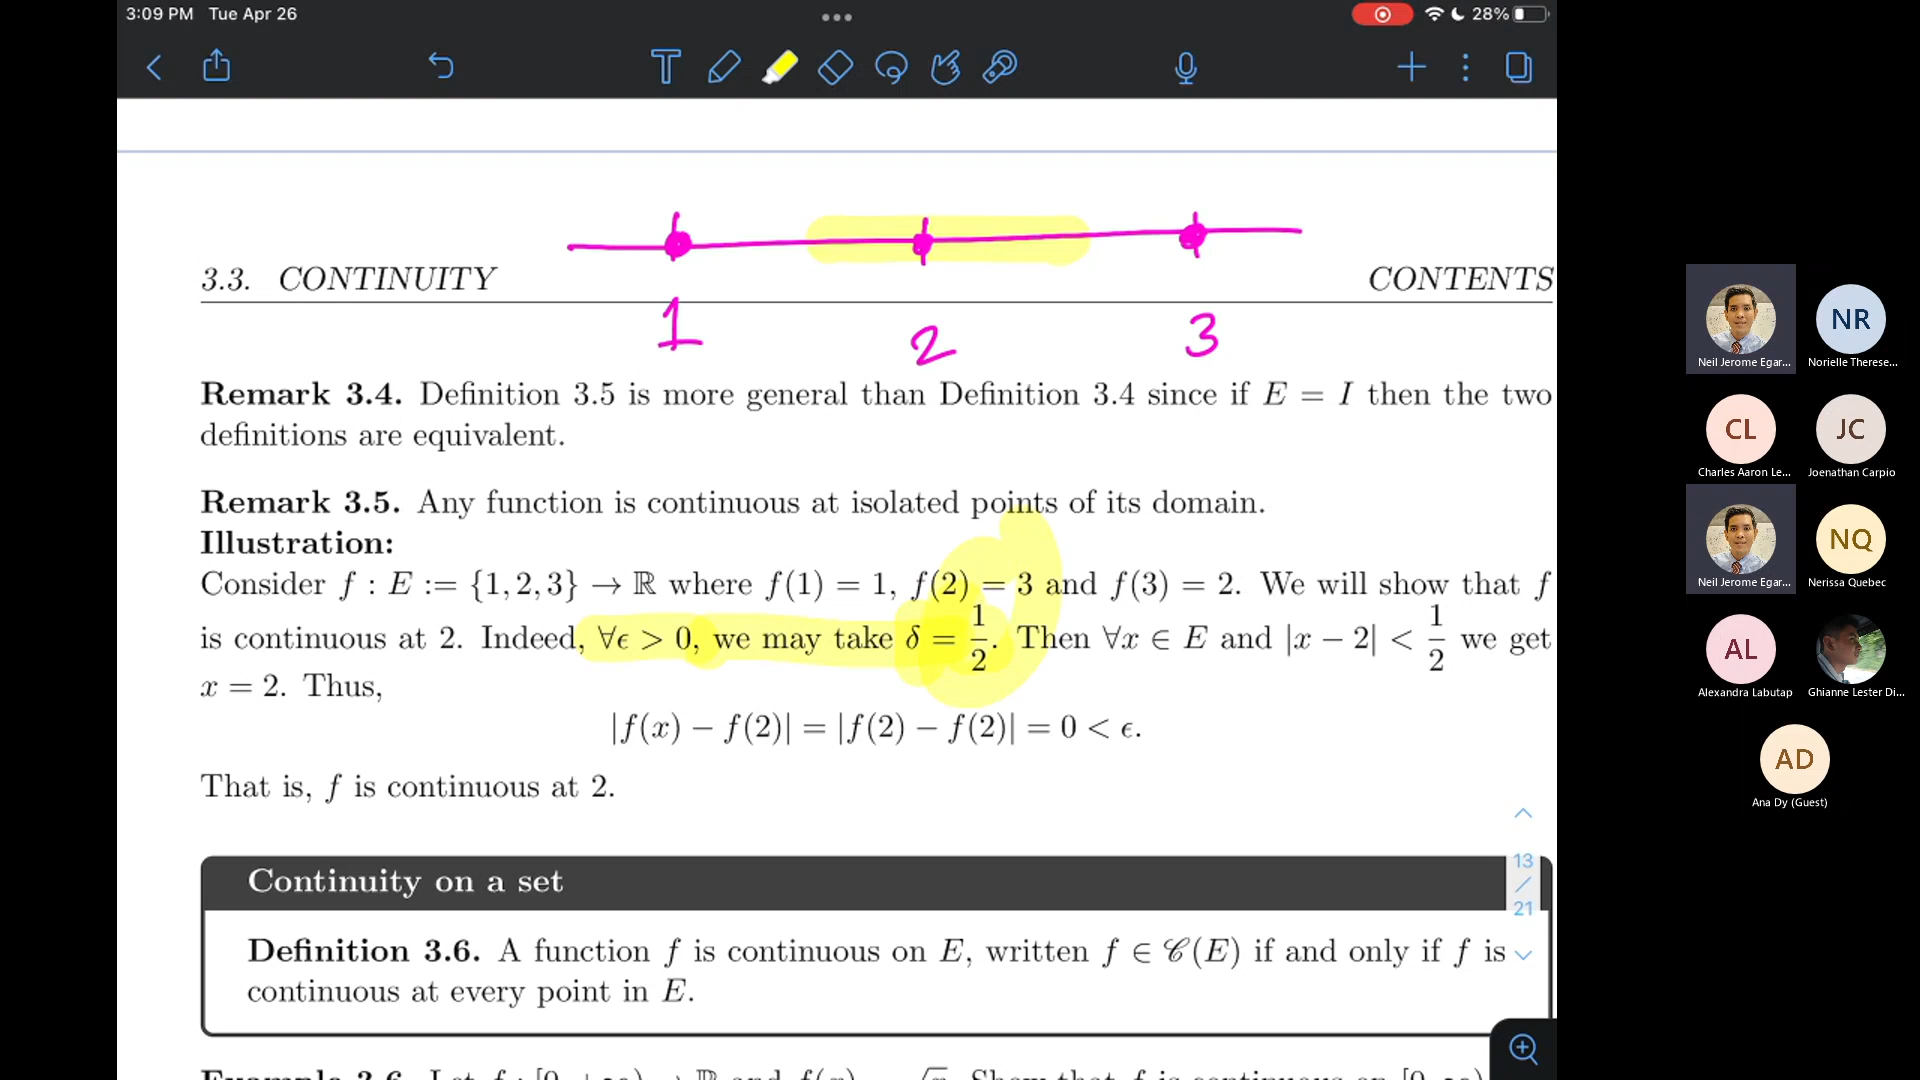 3:09 PM Tue Apr 26
28%
1 2 3
3.3. CONTINUITY CONTENTS
Remark 3.4. Definition 3.5 is more general than Definition 3.4 since if E = I then the two
definitions are equivalent.
Remark 3.5. Any function is continuous at isolated points of its domain.
Illustration:
Consider f : E := {1, 2, 3} → ℝ where f(1) = 1, f(2) = 3 and f(3) = 2. We will show that f
is continuous at 2. Indeed, ∀ϵ > 0, we may take δ = 1/2. Then ∀x ∈ E and |x − 2| < 1/2 we get
x = 2. Thus,
|f(x) − f(2)| = |f(2) − f(2)| = 0 < ϵ.
That is, f is continuous at 2.
13
/
21
Continuity on a set
Definition 3.6. A function f is continuous on E, written f ∈ 𝒞(E) if and only if f is
continuous at every point in E.
Neil Jerome Egar...
NR
Norielle Therese...
CL
Charles Aaron Le...
JC
Joenathan Carpio
Neil Jerome Egar...
NQ
Nerissa Quebec
AL
Alexandra Labutap
Ghianne Lester Di...
AD
Ana Dy (Guest)